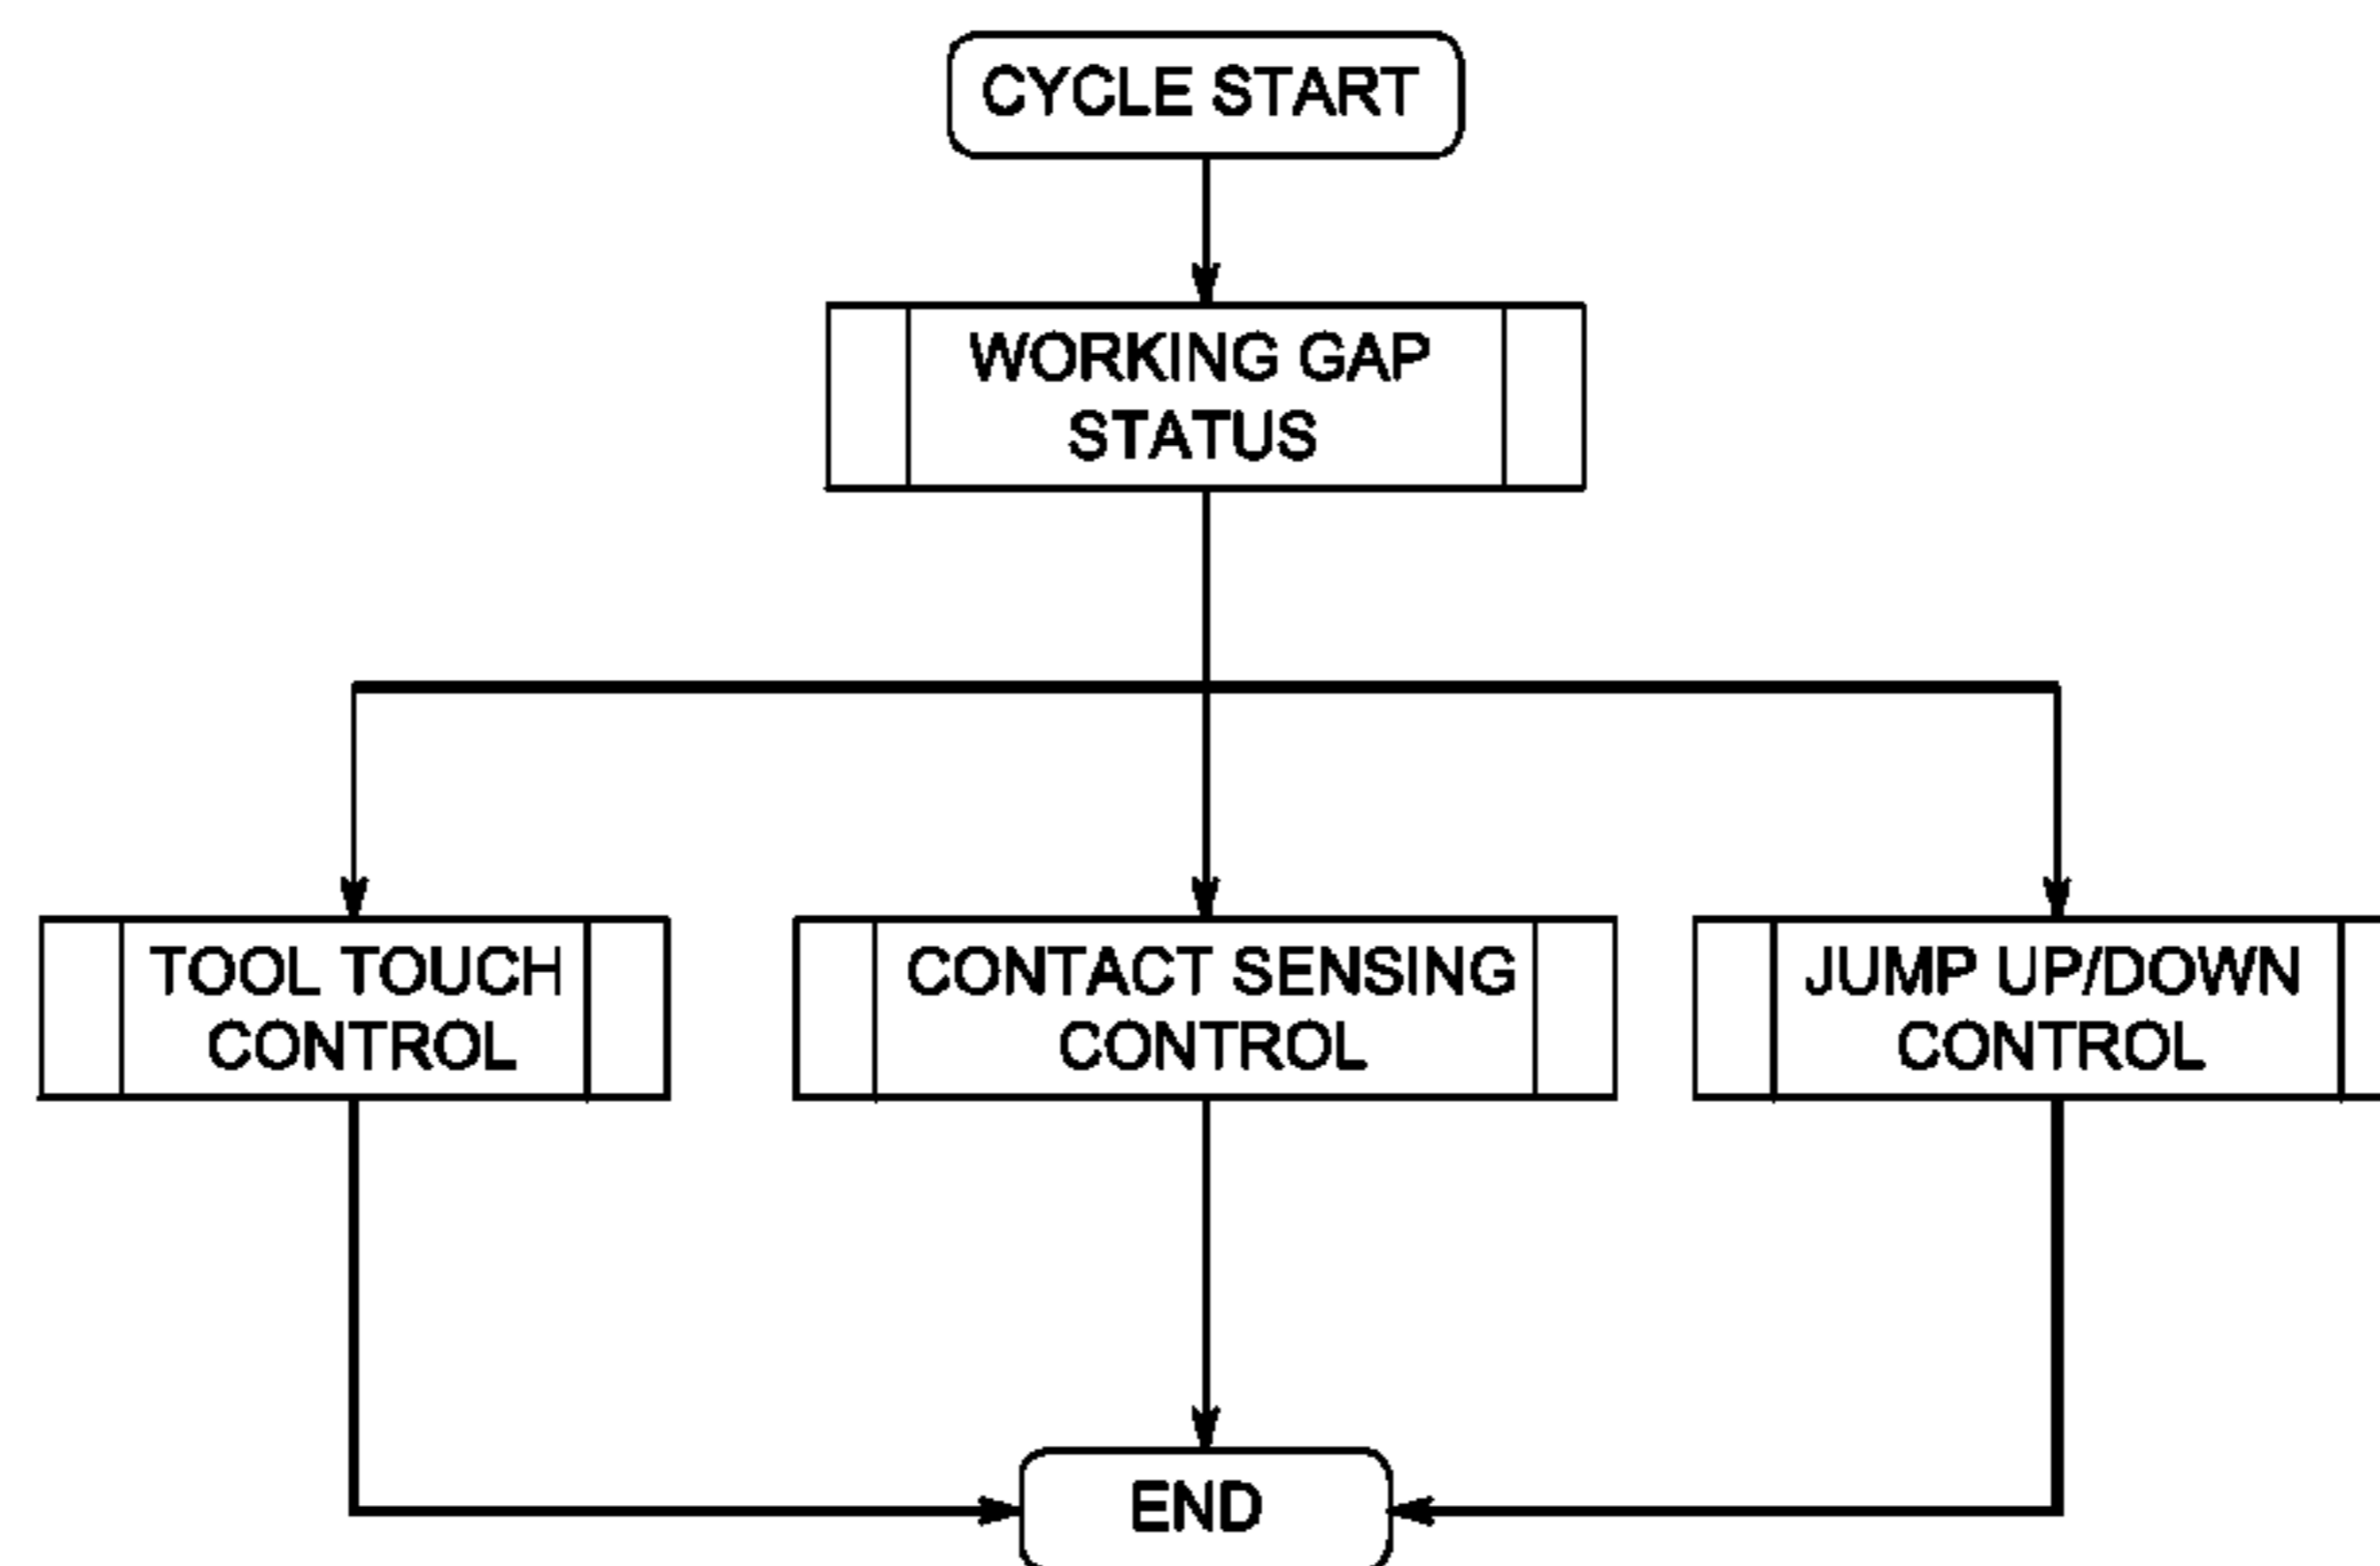 CYCLE START
WORKING GAP
STATUS
TOOL TOUCH
CONTROL
CONTACT SENSING
CONTROL
JUMP UP/DOWN
CONTROL
END